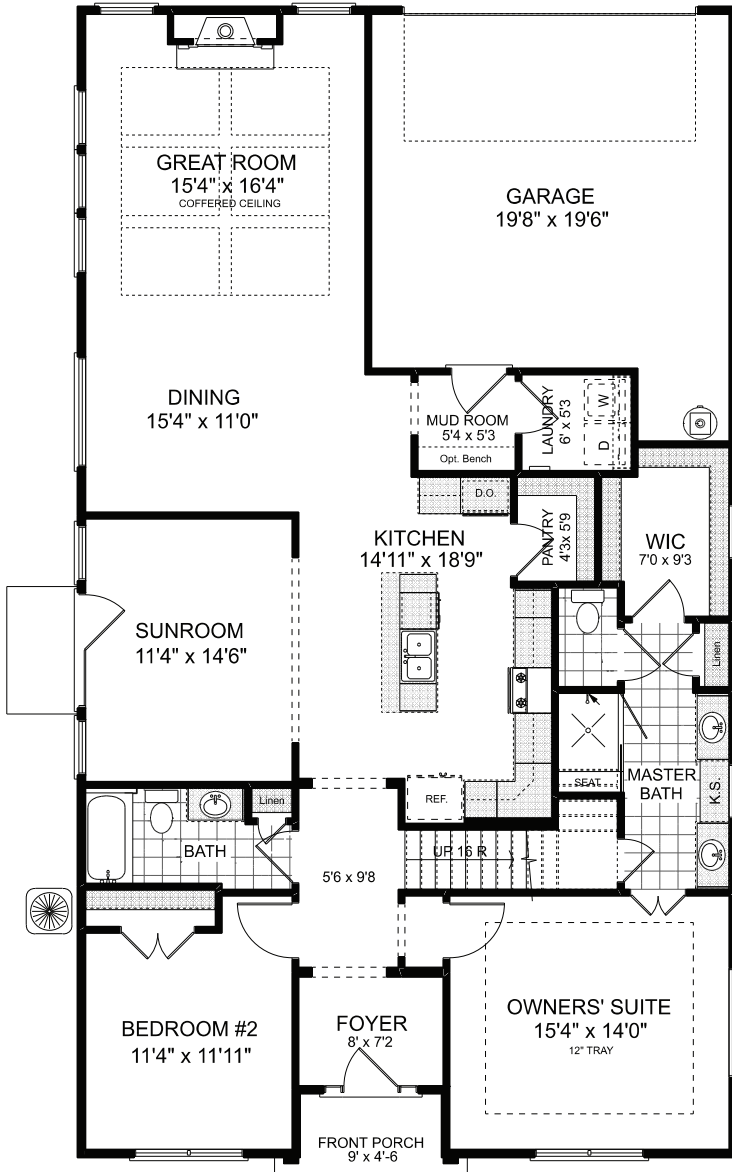 GREAT ROOM
15'4" x 16'4"
COFFERED CEILING
GARAGE
19'8" x 19'6"
DINING
15'4" x 11'0"
MUD ROOM
5'4 x 5'3
Opt. Bench
LAUNDRY
6' x 5'3
W
D
D.O.
KITCHEN
14'11" x 18'9"
PANTRY
4'3x 5'9
WIC
7'0 x 9'3
SUNROOM
11'4" x 14'6"
Linen
SEAT
MASTER
BATH
K.S.
REF.
Linen
BATH
UP 16 R
5'6 x 9'8
BEDROOM #2
11'4" x 11'11"
FOYER
8' x 7'2
OWNERS' SUITE
15'4" x 14'0"
12" TRAY
FRONT PORCH
9' x 4'-6